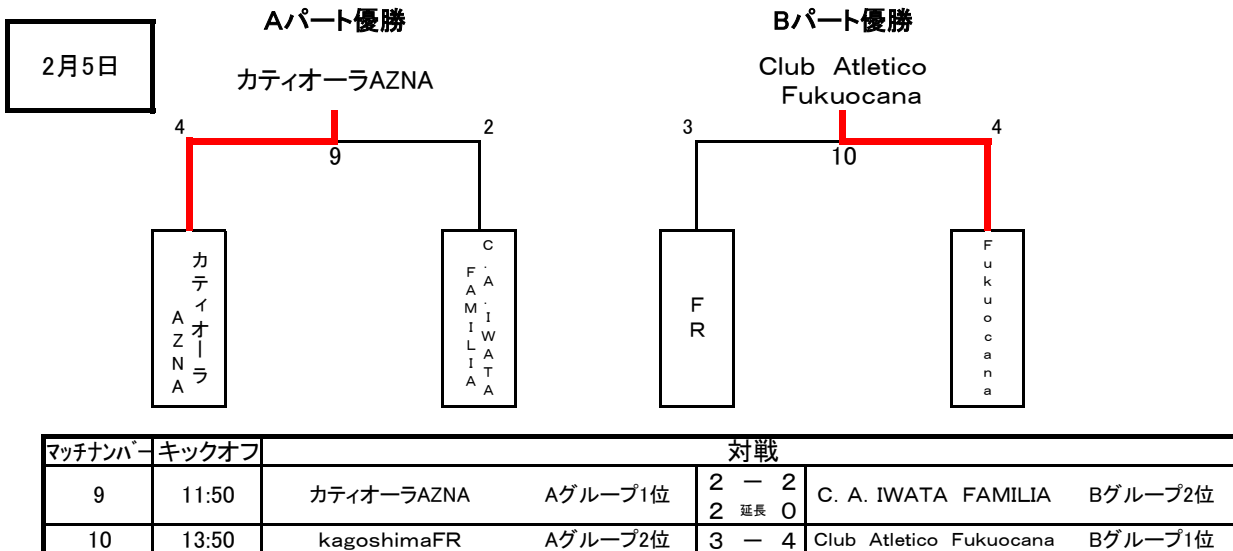 Aパート優勝
Bパート優勝
2月5日
カティオーラAZNA
Club Atletico
Fukuocana
4
2
3
4
9
10
カティオーラ
AZNA
C.A.IWATA
FAMILIA
FR
Fukuocana
マッチナンバー キックオフ 対戦
9 11:50 カティオーラAZNA Aグループ1位 2 - 2 C. A. IWATA FAMILIA Bグループ2位
2 延長 0
10 13:50 kagoshimaFR Aグループ2位 3 - 4 Club Atletico Fukuocana Bグループ1位